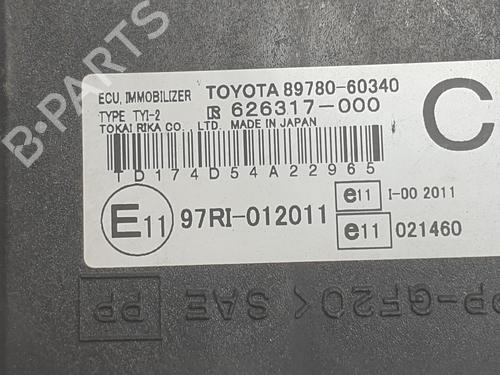 B-PARTS
ECU, IMMOBILIZER TOYOTA 89780-60340
TYPE TYI-2 626317-000
TOKAI RIKA CO., LTD. MADE IN JAPAN
C
TD174D54A22965
E11 97RI-012011
e11 I-00 2011
e11 021460
PP
>PP-GF20< SAE